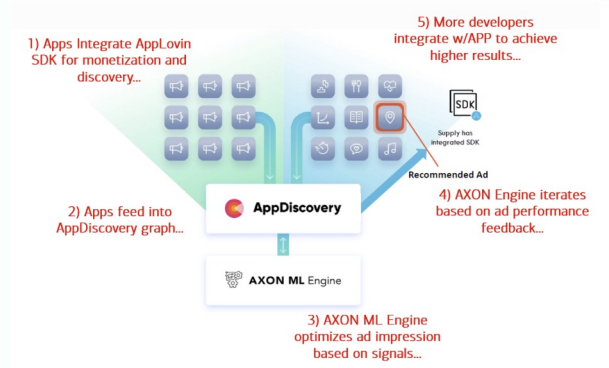 1) Apps Integrate AppLovin
SDK for monetization and
discovery...
5) More developers
integrate w/APP to achieve
higher results...
SDK
Supply has
integrated SDK
Recommended Ad
2) Apps feed into
AppDiscovery graph...
AppDiscovery
4) AXON Engine iterates
based on ad performance
feedback...
AXON ML Engine
3) AXON ML Engine
optimizes ad impression
based on signals...